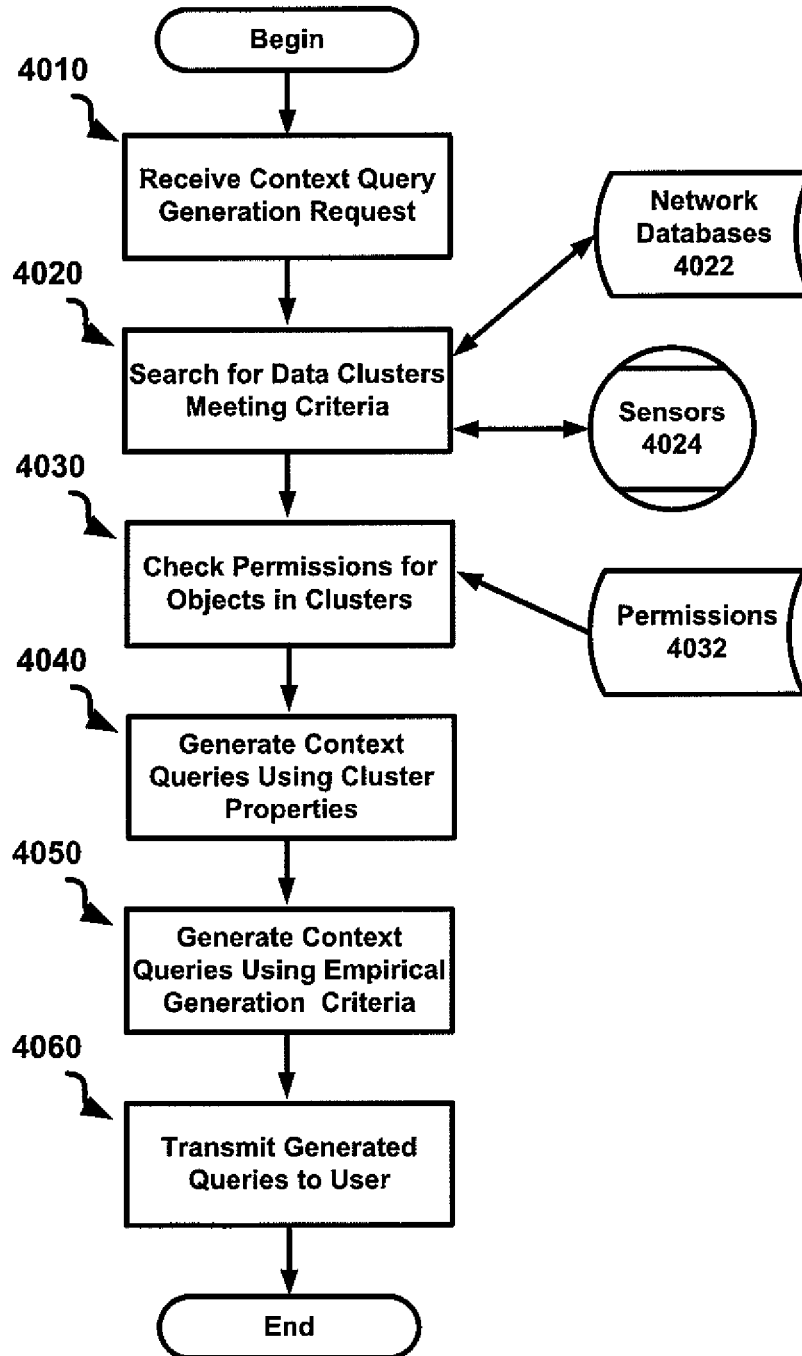 Begin
4010
Receive Context Query
Generation Request
4020
Search for Data Clusters
Meeting Criteria
Network
Databases
4022
Sensors
4024
4030
Check Permissions for
Objects in Clusters
Permissions
4032
4040
Generate Context
Queries Using Cluster
Properties
4050
Generate Context
Queries Using Empirical
Generation Criteria
4060
Transmit Generated
Queries to User
End